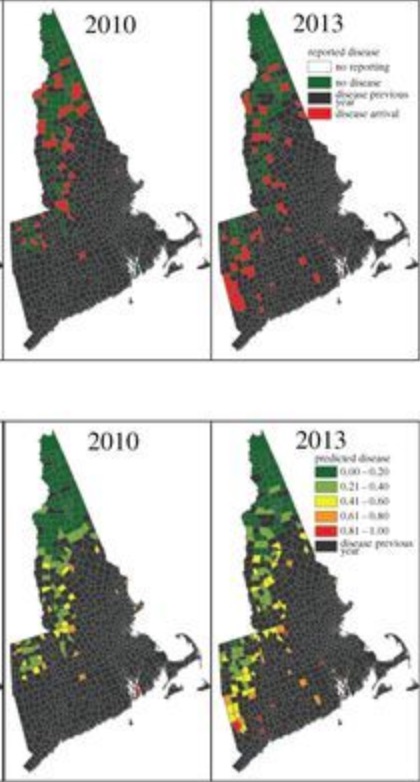 2010
2013
reported disease
no reporting
no disease
disease previous
year
disease arrival
2010
2013
predicted disease
0.00 – 0.20
0.21 – 0.40
0.41 – 0.60
0.61 – 0.80
0.81 – 1.00
disease previous
year